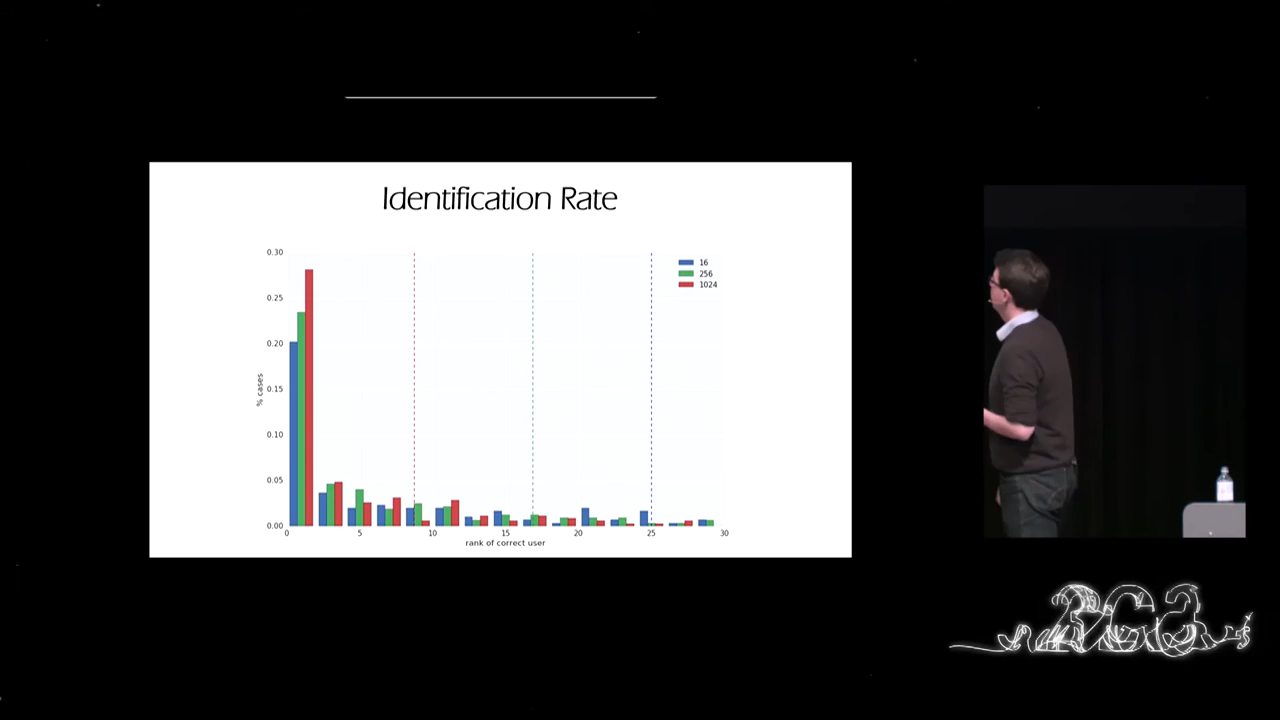 Identification Rate
0.30
0.25
0.20
0.15
0.10
0.05
0.00
% cases
0 5 10 15 20 25 30
rank of correct user
16
256
1024
32C3